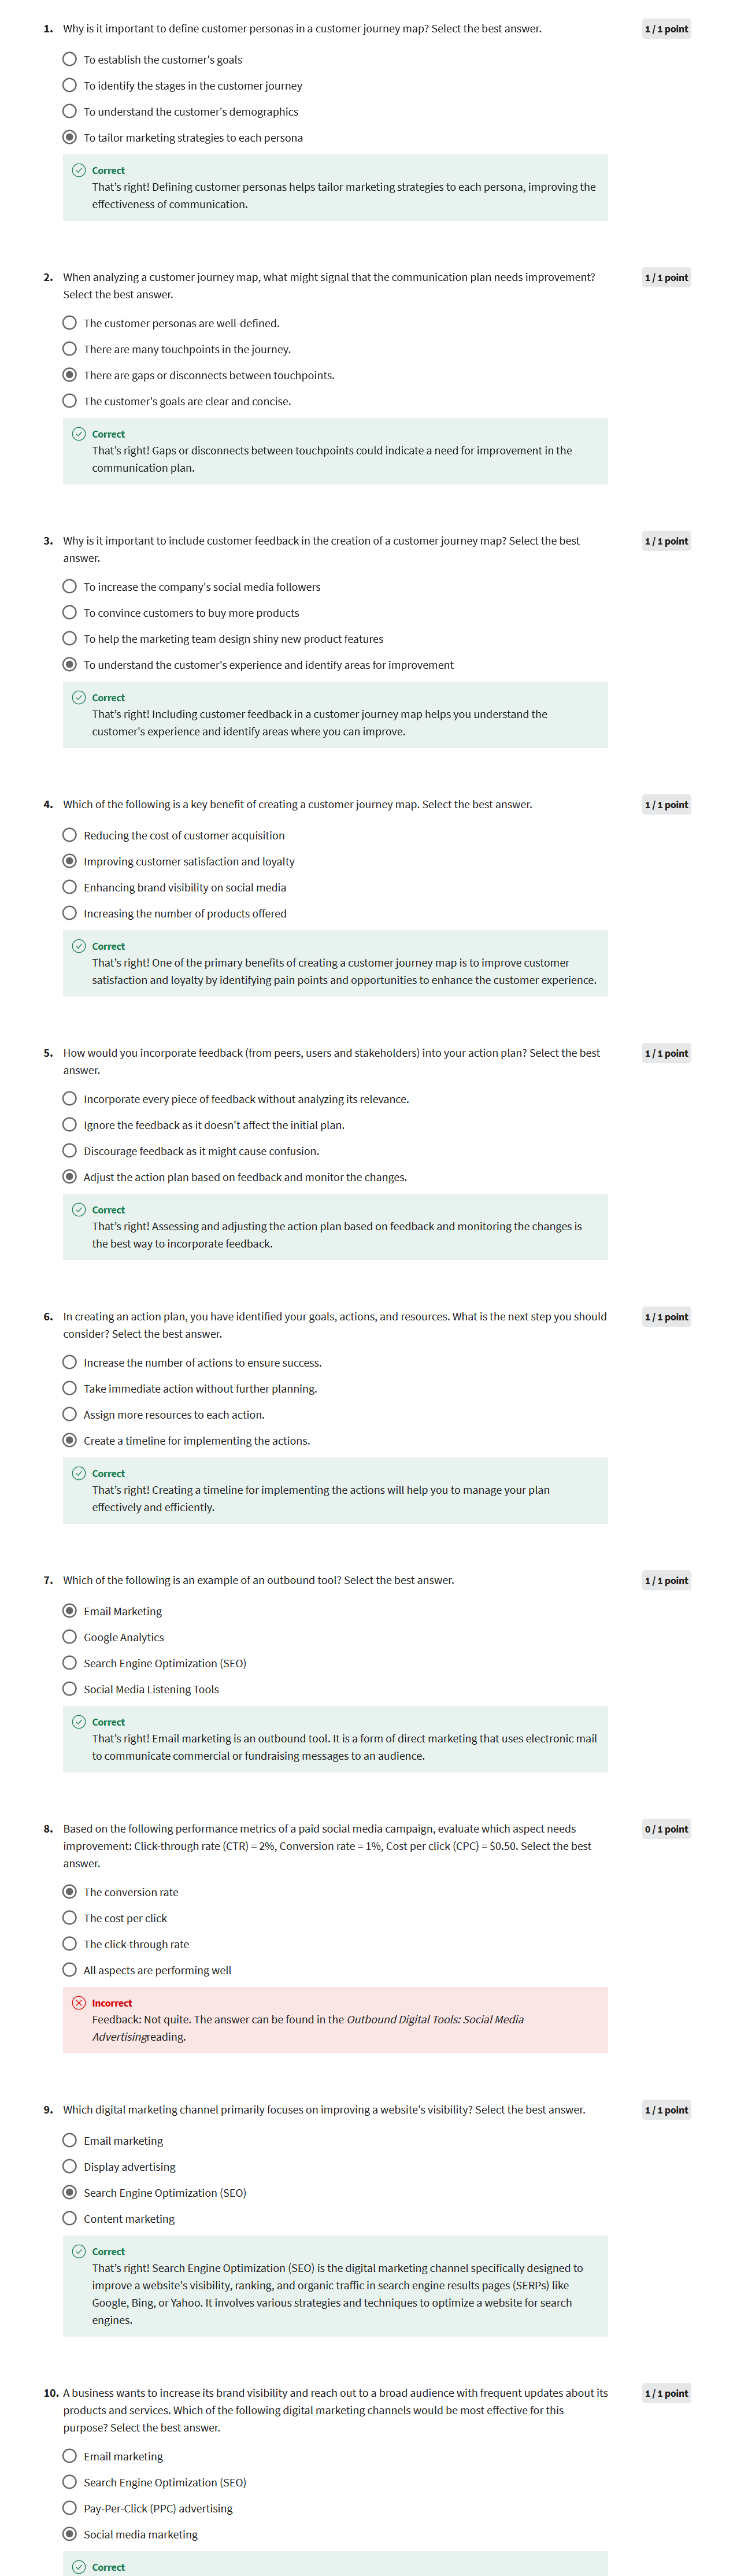 1. Why is it important to define customer personas in a customer journey map? Select the best answer. 1 / 1 point
To establish the customer's goals
To identify the stages in the customer journey
To understand the customer's demographics
To tailor marketing strategies to each persona
Correct
That's right! Defining customer personas helps tailor marketing strategies to each persona, improving the
effectiveness of communication.
2. When analyzing a customer journey map, what might signal that the communication plan needs improvement? 1 / 1 point
Select the best answer.
The customer personas are well-defined.
There are many touchpoints in the journey.
There are gaps or disconnects between touchpoints.
The customer's goals are clear and concise.
Correct
That's right! Gaps or disconnects between touchpoints could indicate a need for improvement in the
communication plan.
3. Why is it important to include customer feedback in the creation of a customer journey map? Select the best 1 / 1 point
answer.
To increase the company's social media followers
To convince customers to buy more products
To help the marketing team design shiny new product features
To understand the customer's experience and identify areas for improvement
Correct
That's right! Including customer feedback in a customer journey map helps you understand the
customer's experience and identify areas where you can improve.
4. Which of the following is a key benefit of creating a customer journey map. Select the best answer. 1 / 1 point
Reducing the cost of customer acquisition
Improving customer satisfaction and loyalty
Enhancing brand visibility on social media
Increasing the number of products offered
Correct
That's right! One of the primary benefits of creating a customer journey map is to improve customer
satisfaction and loyalty by identifying pain points and opportunities to enhance the customer experience.
5. How would you incorporate feedback (from peers, users and stakeholders) into your action plan? Select the best 1 / 1 point
answer.
Incorporate every piece of feedback without analyzing its relevance.
Ignore the feedback as it doesn't affect the initial plan.
Discourage feedback as it might cause confusion.
Adjust the action plan based on feedback and monitor the changes.
Correct
That's right! Assessing and adjusting the action plan based on feedback and monitoring the changes is
the best way to incorporate feedback.
6. In creating an action plan, you have identified your goals, actions, and resources. What is the next step you should 1 / 1 point
consider? Select the best answer.
Increase the number of actions to ensure success.
Take immediate action without further planning.
Assign more resources to each action.
Create a timeline for implementing the actions.
Correct
That's right! Creating a timeline for implementing the actions will help you to manage your plan
effectively and efficiently.
7. Which of the following is an example of an outbound tool? Select the best answer. 1 / 1 point
Email Marketing
Google Analytics
Search Engine Optimization (SEO)
Social Media Listening Tools
Correct
That's right! Email marketing is an outbound tool. It is a form of direct marketing that uses electronic mail
to communicate commercial or fundraising messages to an audience.
8. Based on the following performance metrics of a paid social media campaign, evaluate which aspect needs 0 / 1 point
improvement: Click-through rate (CTR) = 2%, Conversion rate = 1%, Cost per click (CPC) = $0.50. Select the best
answer.
The conversion rate
The cost per click
The click-through rate
All aspects are performing well
Incorrect
Feedback: Not quite. The answer can be found in the Outbound Digital Tools: Social Media
Advertisingreading.
9. Which digital marketing channel primarily focuses on improving a website's visibility? Select the best answer. 1 / 1 point
Email marketing
Display advertising
Search Engine Optimization (SEO)
Content marketing
Correct
That's right! Search Engine Optimization (SEO) is the digital marketing channel specifically designed to
improve a website's visibility, ranking, and organic traffic in search engine results pages (SERPs) like
Google, Bing, or Yahoo. It involves various strategies and techniques to optimize a website for search
engines.
10. A business wants to increase its brand visibility and reach out to a broad audience with frequent updates about its 1 / 1 point
products and services. Which of the following digital marketing channels would be most effective for this
purpose? Select the best answer.
Email marketing
Search Engine Optimization (SEO)
Pay-Per-Click (PPC) advertising
Social media marketing
Correct